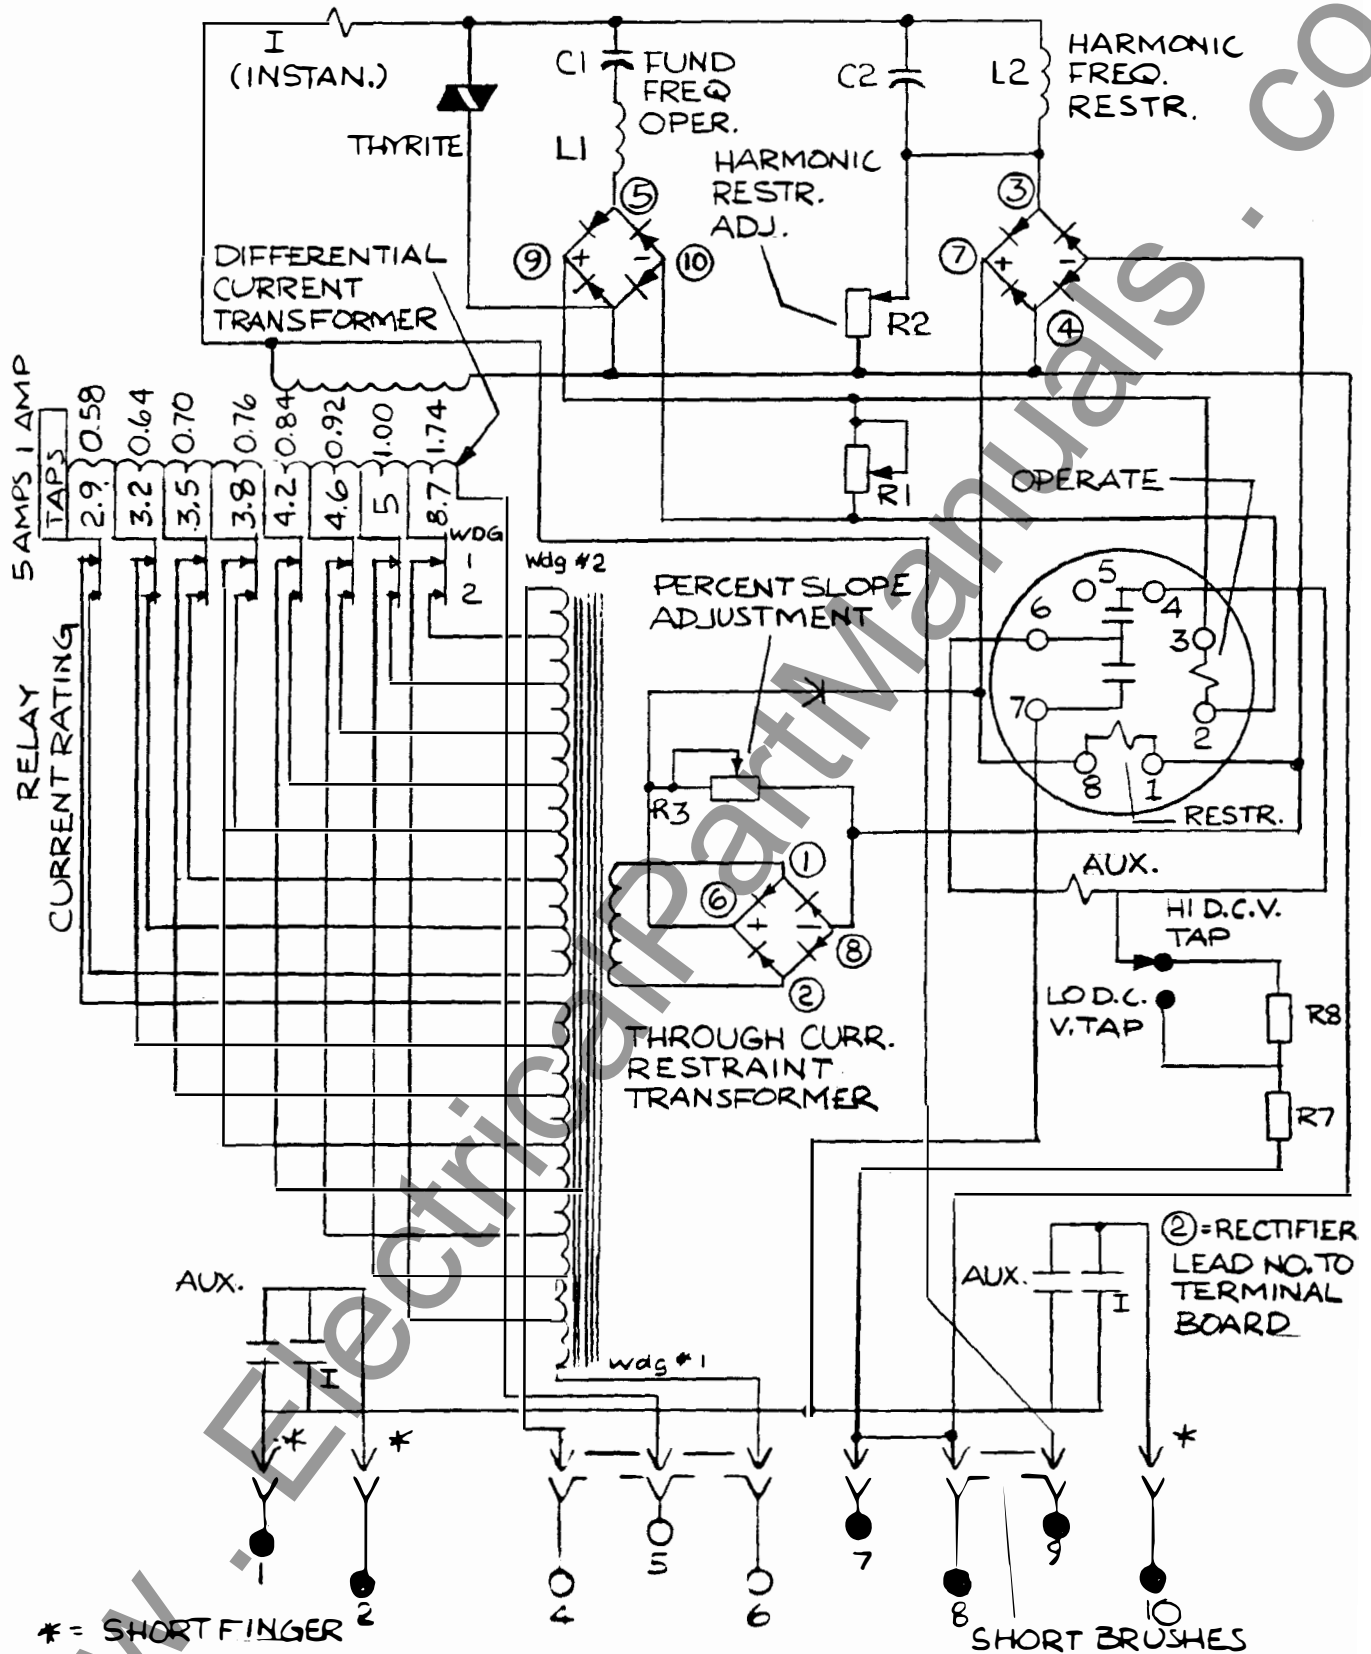 I
(INSTAN.)
C1
FUND
FREQ
OPER.
C2
L2
HARMONIC
FREQ.
RESTR.
THYRITE
L1
HARMONIC
RESTR.
ADJ.
5
3
9
+
-
10
7
+
-
4
R2
DIFFERENTIAL
CURRENT
TRANSFORMER
5 AMPS 1 AMP
TAPS
0.58
0.64
0.70
0.76
0.84
0.92
1.00
1.74
2.9
3.2
3.5
3.8
4.2
4.6
5
8.7
WDG
1
2
R1
OPERATE
Wdg #2
PERCENT SLOPE
ADJUSTMENT
5
6
4
3
7
2
8
1
RESTR.
RELAY
CURRENT RATING
R3
1
6
+
-
8
2
AUX.
HI D.C.V.
TAP
LO D.C.
V. TAP
R8
R7
THROUGH CURR.
RESTRAINT
TRANSFORMER
2=RECTIFIER
LEAD NO. TO
TERMINAL
BOARD
AUX.
I
AUX.
I
Wdg #1
*
*
*
1
2
4
5
6
7
8
9
10
* = SHORT FINGER
SHORT BRUSHES
w . ElectricalPartManuals . co